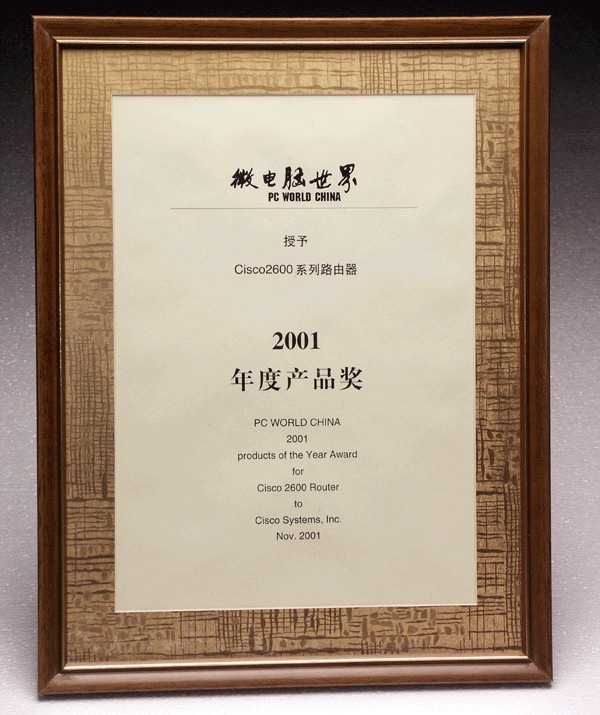 微电脑世界
PC WORLD CHINA
授予
Cisco2600 系列路由器
2001
年度产品奖
PC WORLD CHINA
2001
products of the Year Award
for
Cisco 2600 Router
to
Cisco Systems, Inc.
Nov. 2001